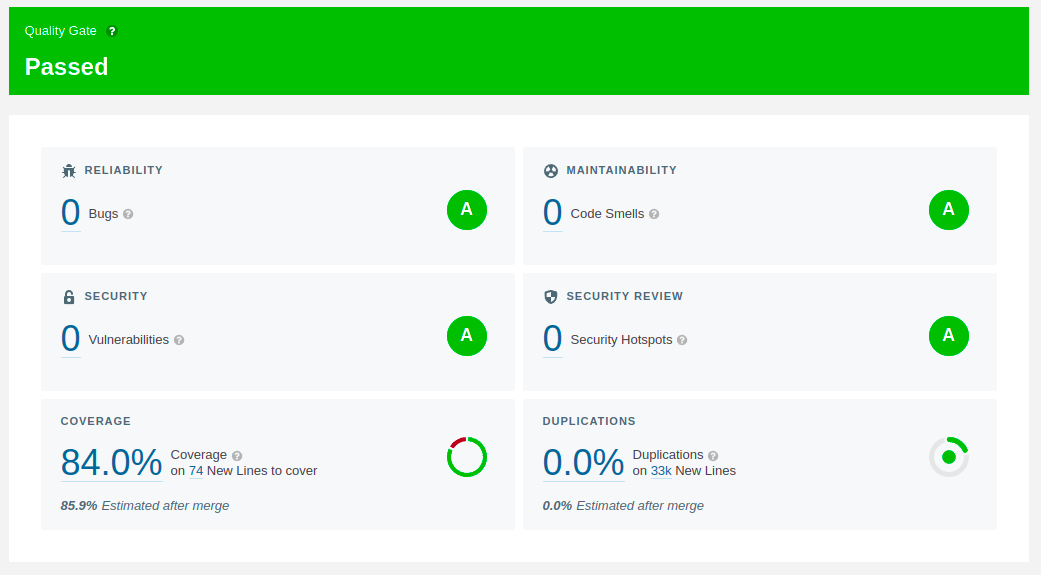 Quality Gate ?
Passed
RELIABILITY
0 Bugs ?
A
MAINTAINABILITY
0 Code Smells ?
A
SECURITY
0 Vulnerabilities ?
A
SECURITY REVIEW
0 Security Hotspots ?
A
COVERAGE
84.0% Coverage ?
on 74 New Lines to cover
85.9% Estimated after merge
DUPLICATIONS
0.0% Duplications ?
on 33k New Lines
0.0% Estimated after merge